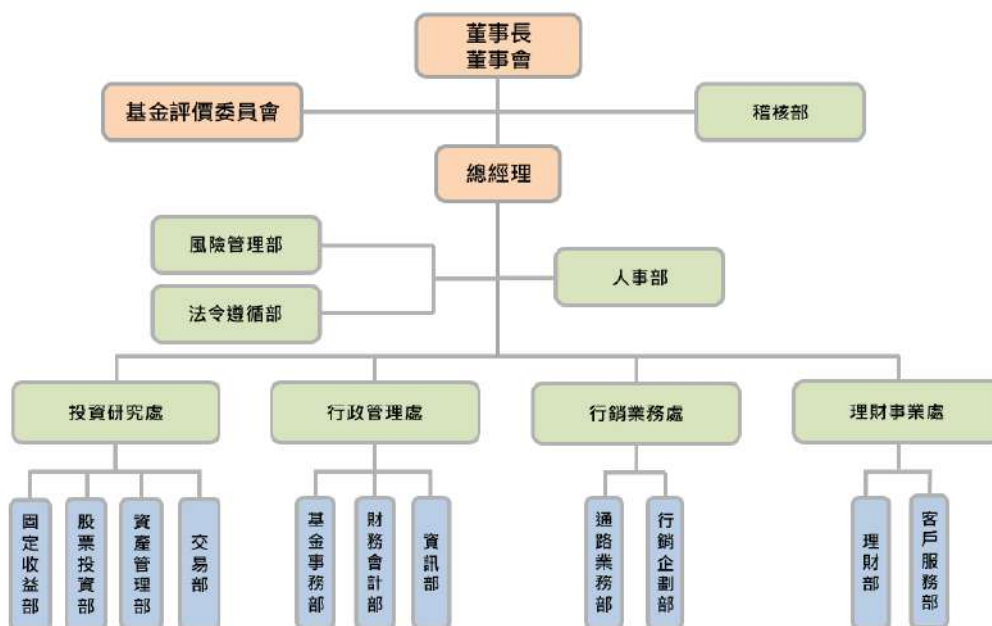 董事長
董事會
基金評價委員會
稽核部
總經理
風險管理部
人事部
法令遵循部
投資研究處
行政管理處
行銷業務處
理財事業處
固定收益部
股票投資部
資產管理部
交易部
基金事務部
財務會計部
資訊部
通路業務部
行銷企劃部
理財部
客戶服務部